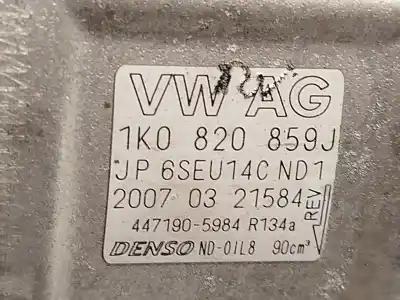 VW AG
1K0 820 859J
JP 6SEU14C ND1
2007 03 21584
447190-5984 R134a
DENSO ND-OIL8 90cm³
REV